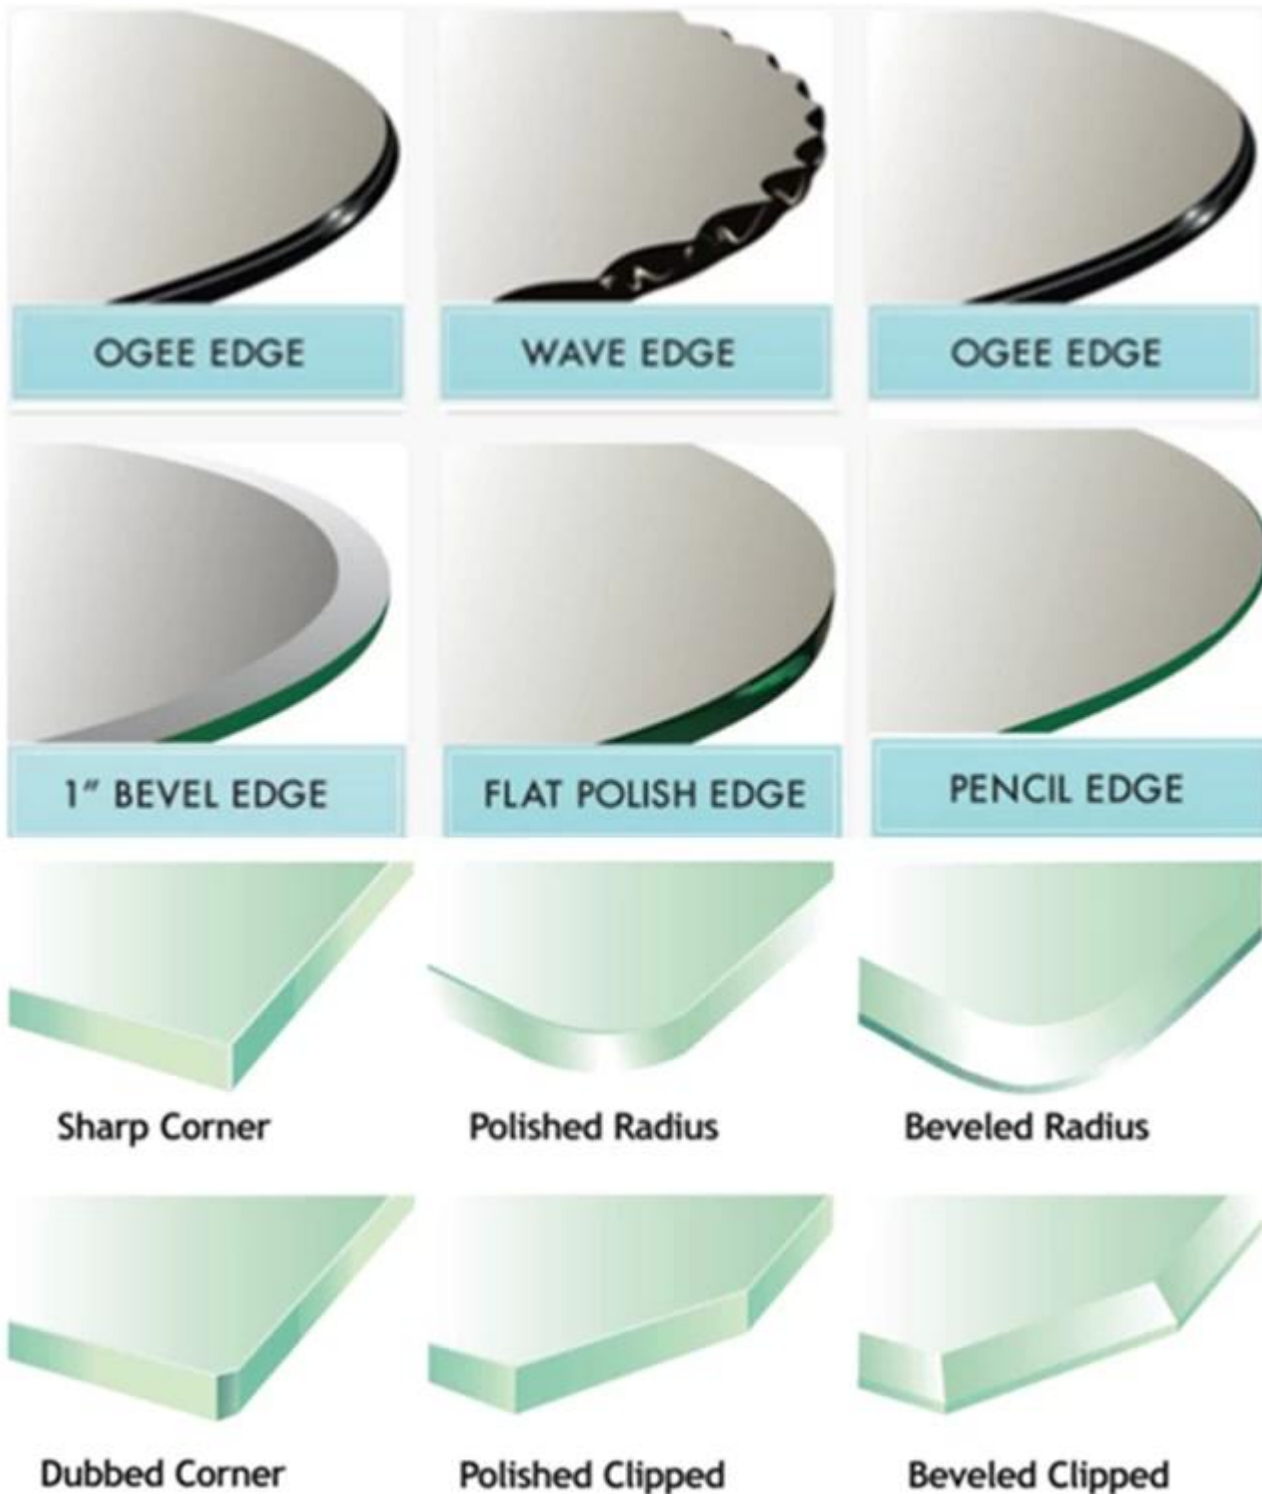 OGEE EDGE
WAVE EDGE
OGEE EDGE
1" BEVEL EDGE
FLAT POLISH EDGE
PENCIL EDGE
Sharp Corner
Polished Radius
Beveled Radius
Dubbed Corner
Polished Clipped
Beveled Clipped